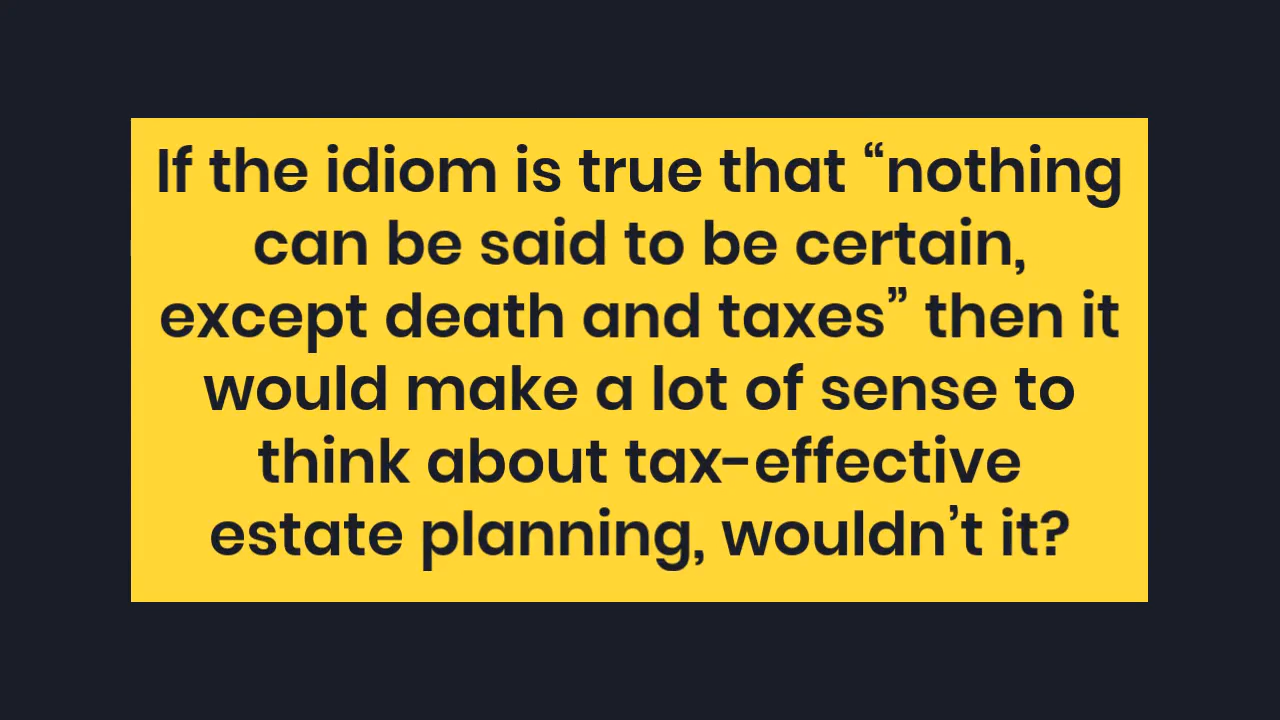 If the idiom is true that “nothing
can be said to be certain,
except death and taxes” then it
would make a lot of sense to
think about tax-effective
estate planning, wouldn’t it?